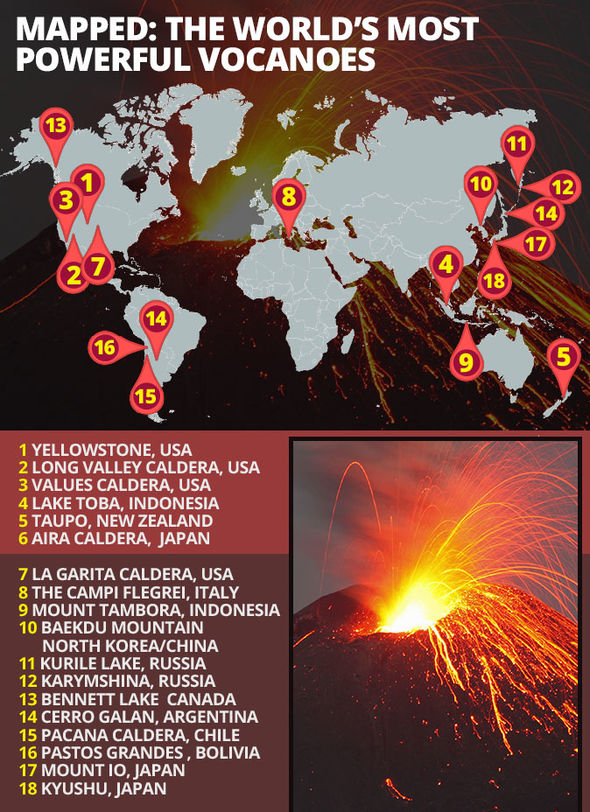 MAPPED: THE WORLD'S MOST
POWERFUL VOCANOES
13
11
1
10
12
3
8
14
17
2
7
4
18
14
16
9
5
15
1 YELLOWSTONE, USA
2 LONG VALLEY CALDERA, USA
3 VALUES CALDERA, USA
4 LAKE TOBA, INDONESIA
5 TAUPO, NEW ZEALAND
6 AIRA CALDERA, JAPAN
7 LA GARITA CALDERA, USA
8 THE CAMPI FLEGREI, ITALY
9 MOUNT TAMBORA, INDONESIA
10 BAEKDU MOUNTAIN
NORTH KOREA/CHINA
11 KURILE LAKE, RUSSIA
12 KARYMSHINA, RUSSIA
13 BENNETT LAKE CANADA
14 CERRO GALAN, ARGENTINA
15 PACANA CALDERA, CHILE
16 PASTOS GRANDES , BOLIVIA
17 MOUNT IO, JAPAN
18 KYUSHU, JAPAN